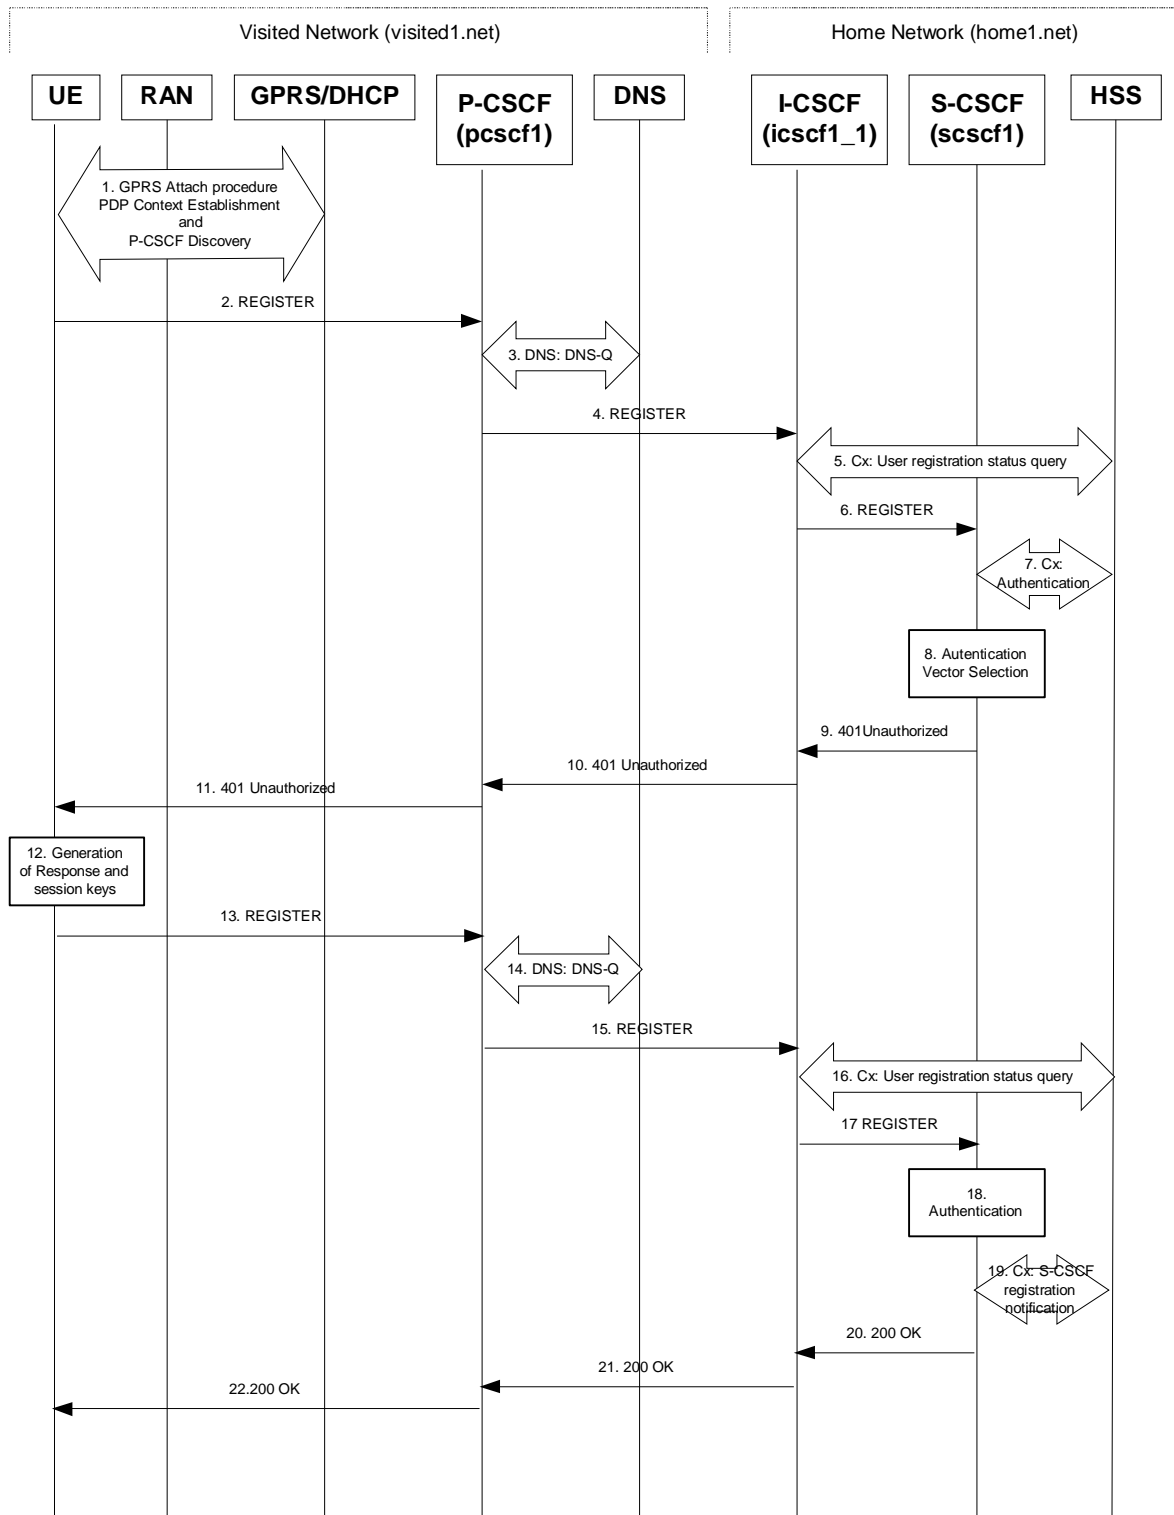 Visited Network (visited1.net)
Home Network (home1.net)
UE
RAN
GPRS/DHCP
P-CSCF
(pcscf1)
DNS
I-CSCF
(icscf1_1)
S-CSCF
(scscf1)
HSS
1. GPRS Attach procedure
PDP Context Establishment
and
P-CSCF Discovery
2. REGISTER
3. DNS: DNS-Q
4. REGISTER
5. Cx: User registration status query
6. REGISTER
7. Cx:
Authentication
8. Autentication
Vector Selection
9. 401Unauthorized
10. 401 Unauthorized
11. 401 Unauthorized
12. Generation
of Response and
session keys
13. REGISTER
14. DNS: DNS-Q
15. REGISTER
16. Cx: User registration status query
17 REGISTER
18.
Authentication
19. Cx: S-CSCF
registration
notification
20. 200 OK
21. 200 OK
22.200 OK